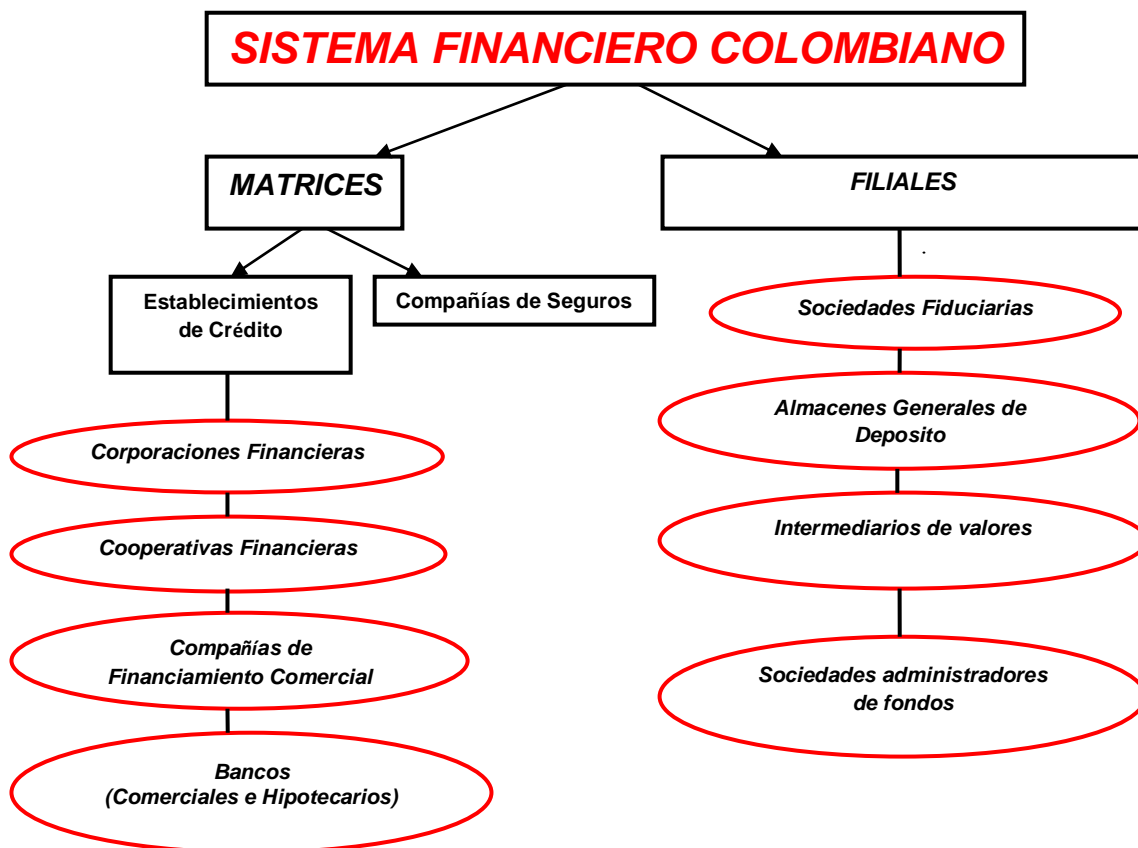 SISTEMA FINANCIERO COLOMBIANO
MATRICES
FILIALES
.
Establecimientos
de Crédito
Compañías de Seguros
Sociedades Fiduciarias
Almacenes Generales de
Deposito
Corporaciones Financieras
Intermediarios de valores
Cooperativas Financieras
Compañías de
Financiamiento Comercial
Sociedades administradores
de fondos
Bancos
(Comerciales e Hipotecarios)